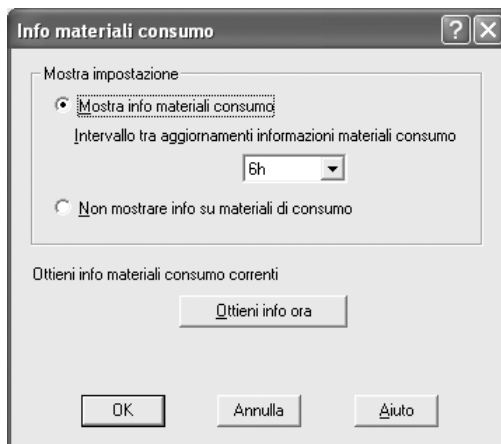 Info materiali consumo
Mostra impostazione
Mostra info materiali consumo
Intervallo tra aggiornamenti informazioni materiali consumo
6h
Non mostrare info su materiali di consumo
Ottieni info materiali consumo correnti
Ottieni info ora
OK Annulla Aiuto